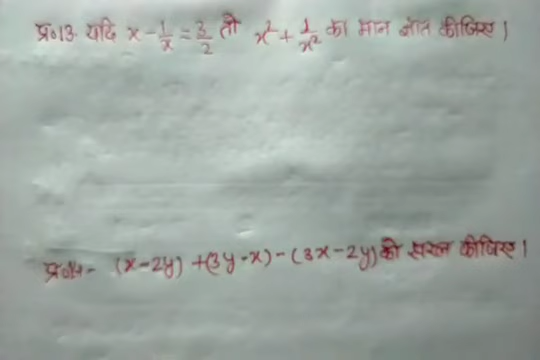 प्र०13- यदि x - 1/x = 3/2 तो x² + 1/x² का मान ज्ञात कीजिए।
प्र०14- (x-2y) + (3y-x) - (3x-2y) को सरल कीजिए।